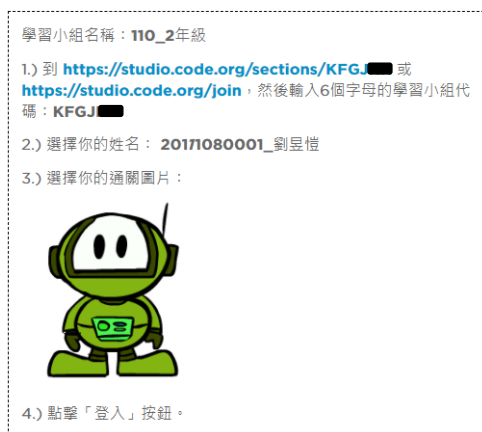 學習小組名稱：110_2年級
1.) 到 https://studio.code.org/sections/KFGJ 或
https://studio.code.org/join，然後輸入6個字母的學習小組代
碼：KFGJ
2.) 選擇你的姓名： 20171080001_劉昱愷
3.) 選擇你的通關圖片：
4.) 點擊「登入」按鈕。